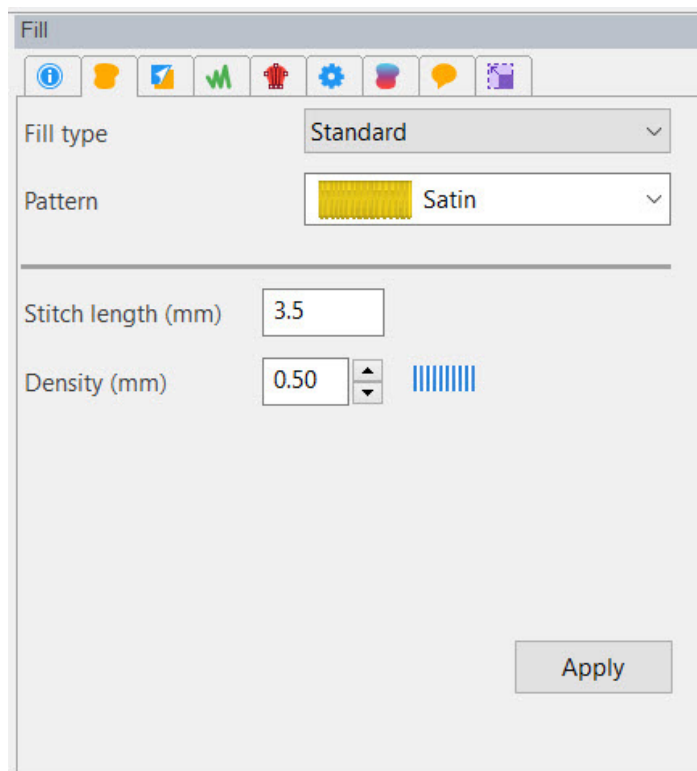 Fill
Fill type Standard
Pattern Satin
Stitch length (mm) 3.5
Density (mm) 0.50
Apply